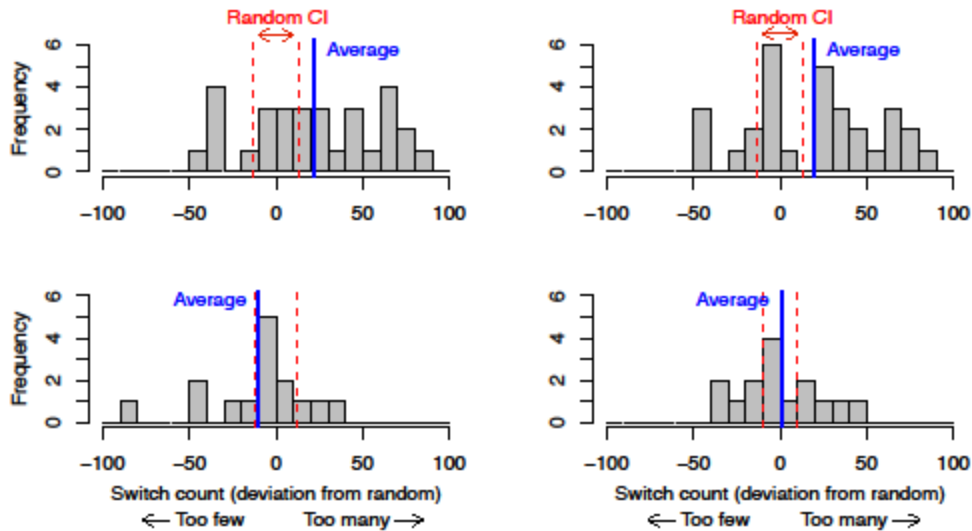 Random CI
Random CI
Average
Average
Frequency
6
4
2
0
6
4
2
0
−100 −50 0 50 100
−100 −50 0 50 100
Average
Average
Frequency
6
4
2
0
6
4
2
0
−100 −50 0 50 100
−100 −50 0 50 100
Switch count (deviation from random)
Switch count (deviation from random)
← Too few Too many →
← Too few Too many →